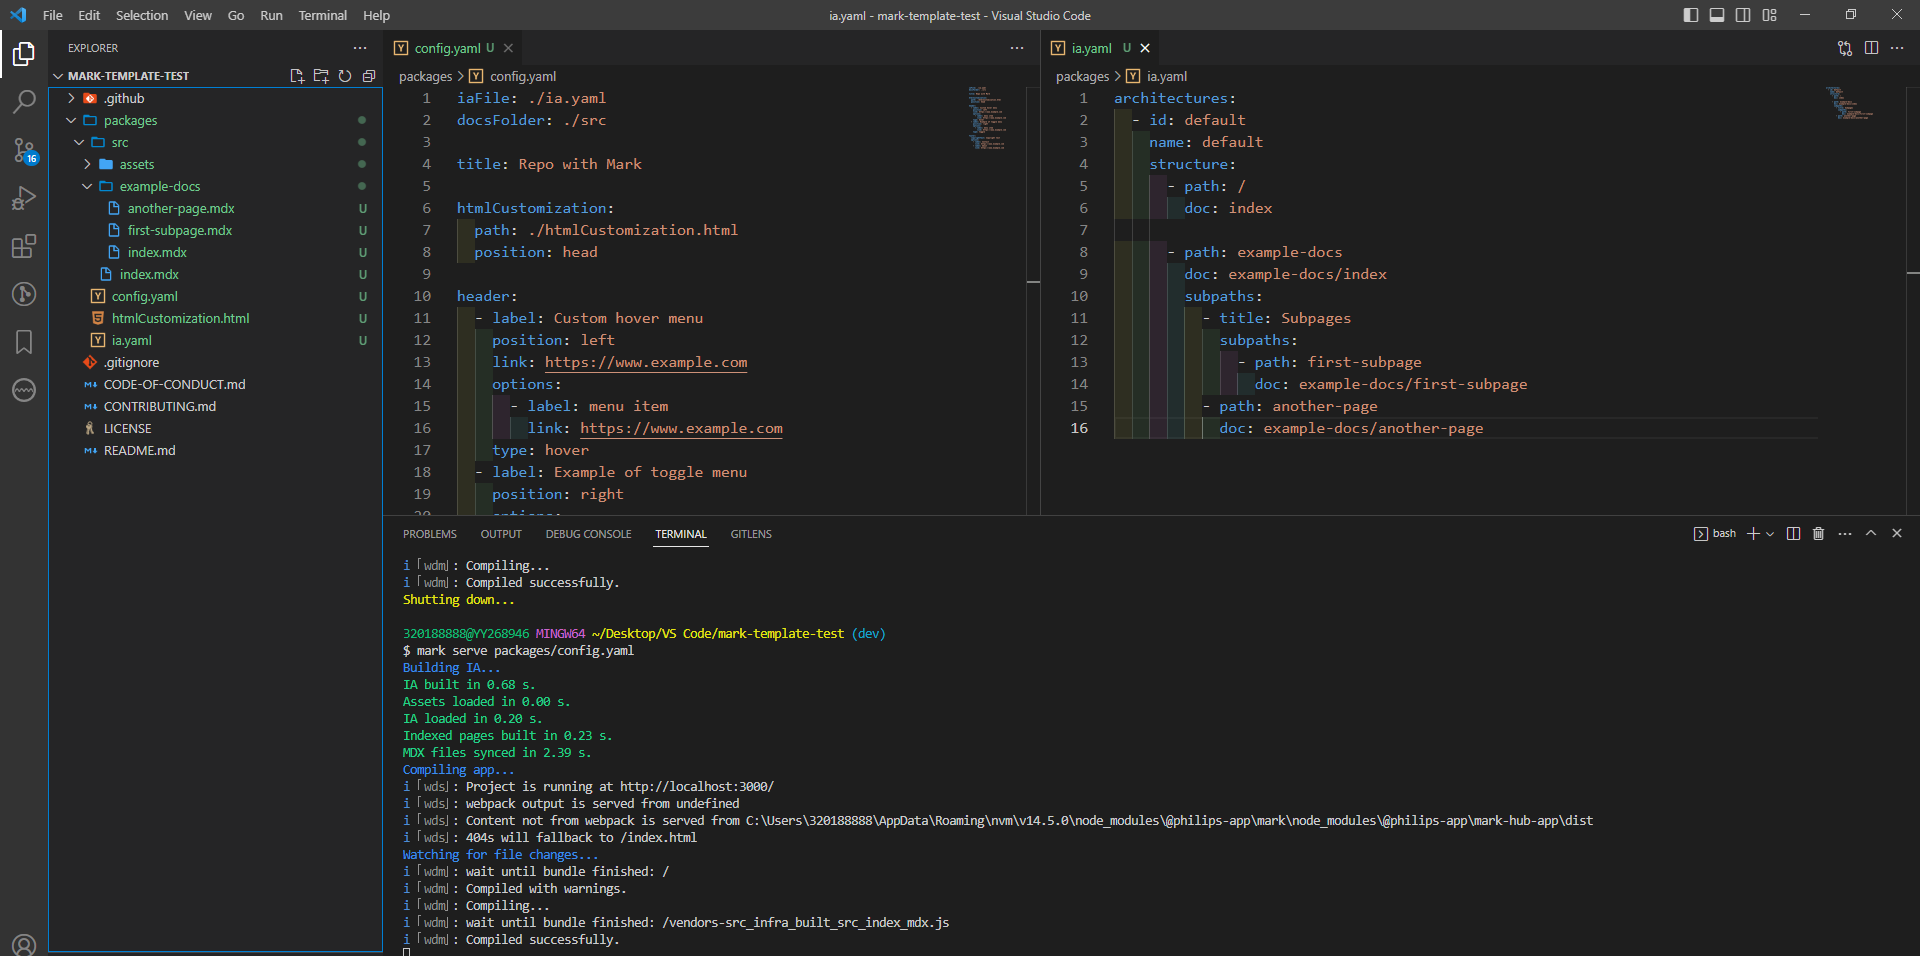 File Edit Selection View Go Run Terminal Help
ia.yaml - mark-template-test - Visual Studio Code
EXPLORER
MARK-TEMPLATE-TEST
.github
packages
src
assets
example-docs
another-page.mdx U
first-subpage.mdx U
index.mdx U
index.mdx U
config.yaml U
htmlCustomization.html U
ia.yaml U
.gitignore
CODE-OF-CONDUCT.md
CONTRIBUTING.md
LICENSE
README.md
16
config.yaml U
packages > config.yaml
1 iaFile: ./ia.yaml
2 docsFolder: ./src
3
4 title: Repo with Mark
5
6 htmlCustomization:
7 path: ./htmlCustomization.html
8 position: head
9
10 header:
11 - label: Custom hover menu
12 position: left
13 link: https://www.example.com
14 options:
15 - label: menu item
16 link: https://www.example.com
17 type: hover
18 - label: Example of toggle menu
19 position: right
20 options:
ia.yaml U
packages > ia.yaml
1 architectures:
2 - id: default
3 name: default
4 structure:
5 - path: /
6 doc: index
7
8 - path: example-docs
9 doc: example-docs/index
10 subpaths:
11 - title: Subpages
12 subpaths:
13 - path: first-subpage
14 doc: example-docs/first-subpage
15 - path: another-page
16 doc: example-docs/another-page
PROBLEMS OUTPUT DEBUG CONSOLE TERMINAL GITLENS
bash
i ｢wdm｣: Compiling...
i ｢wdm｣: Compiled successfully.
Shutting down...
320188888@YY268946 MINGW64 ~/Desktop/VS Code/mark-template-test (dev)
$ mark serve packages/config.yaml
Building IA...
IA built in 0.68 s.
Assets loaded in 0.00 s.
IA loaded in 0.20 s.
Indexed pages built in 0.23 s.
MDX files synced in 2.39 s.
Compiling app...
i ｢wds｣: Project is running at http://localhost:3000/
i ｢wds｣: webpack output is served from undefined
i ｢wds｣: Content not from webpack is served from C:\Users\320188888\AppData\Roaming\nvm\v14.5.0\node_modules\@philips-app\mark\node_modules\@philips-app\mark-hub-app\dist
i ｢wds｣: 404s will fallback to /index.html
Watching for file changes...
i ｢wdm｣: wait until bundle finished: /
i ｢wdm｣: Compiled with warnings.
i ｢wdm｣: Compiling...
i ｢wdm｣: wait until bundle finished: /vendors-src_infra_built_src_index_mdx.js
i ｢wdm｣: Compiled successfully.